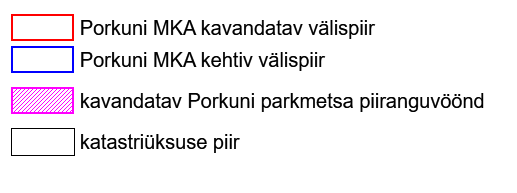 Porkuni MKA kavandatav välispiir
Porkuni MKA kehtiv välispiir
kavandatav Porkuni parkmetsa piiranguvöönd
katastriüksuse piir